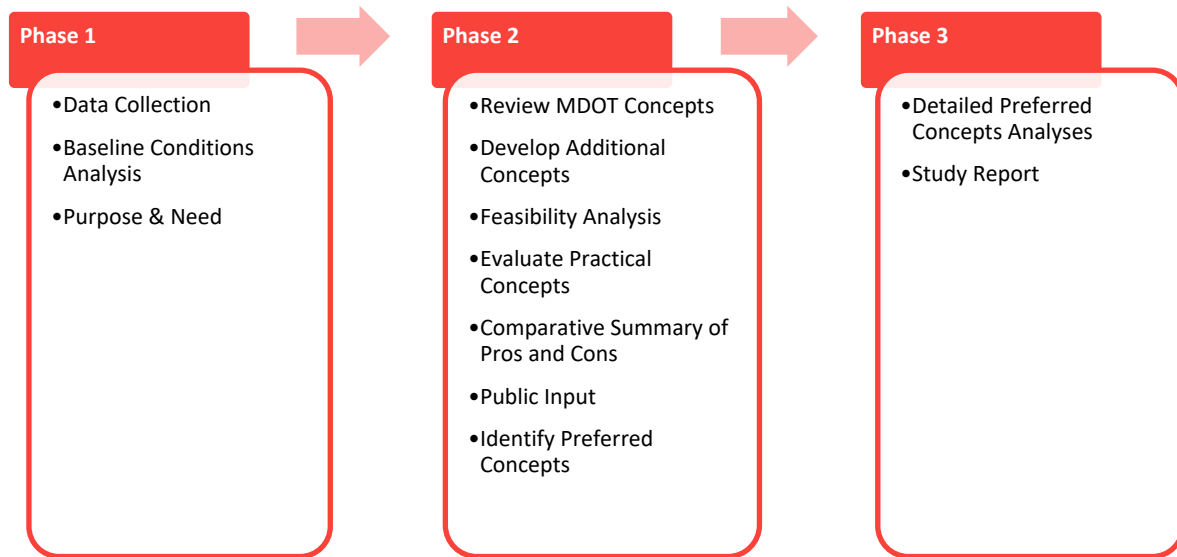 Phase 1
•Data Collection
•Baseline Conditions
Analysis
•Purpose & Need
Phase 2
•Review MDOT Concepts
•Develop Additional
Concepts
•Feasibility Analysis
•Evaluate Practical
Concepts
•Comparative Summary of
Pros and Cons
•Public Input
•Identify Preferred
Concepts
Phase 3
•Detailed Preferred
Concepts Analyses
•Study Report